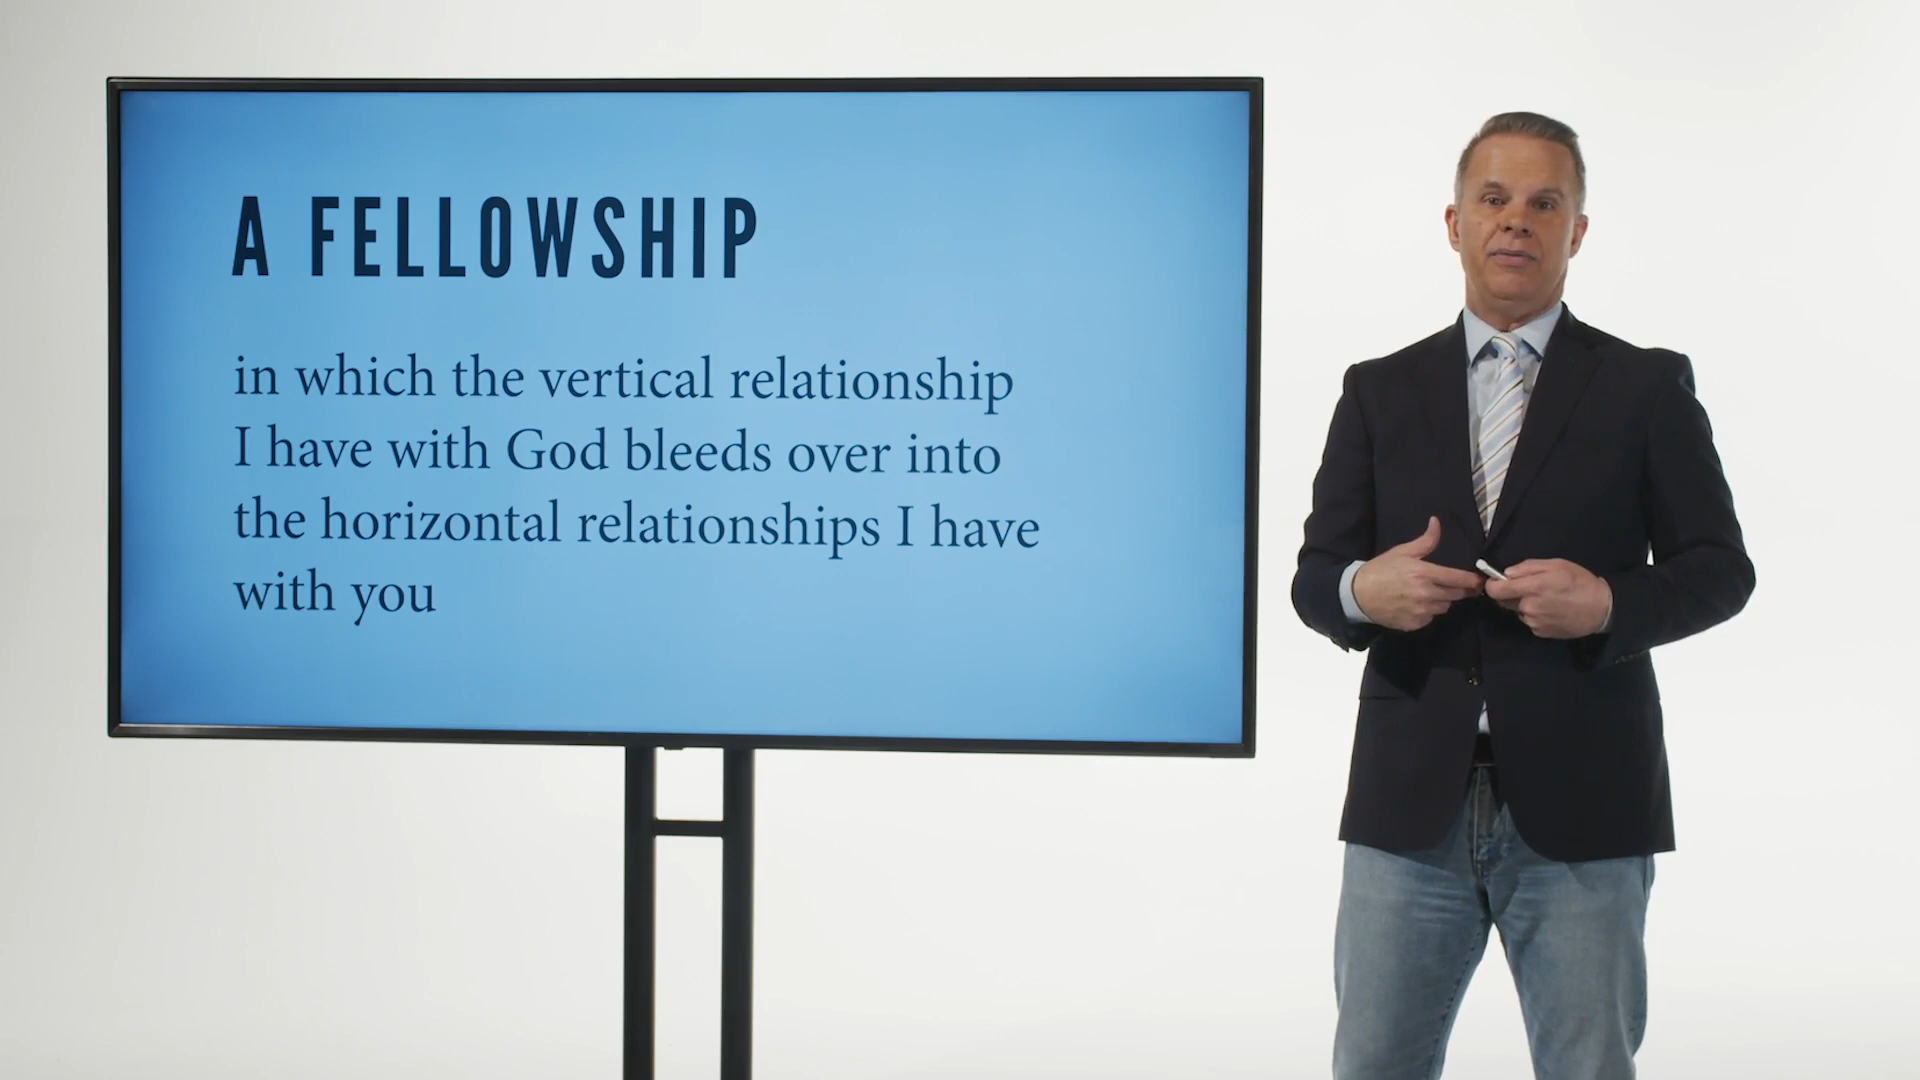 A FELLOWSHIP
in which the vertical relationship
I have with God bleeds over into
the horizontal relationships I have
with you